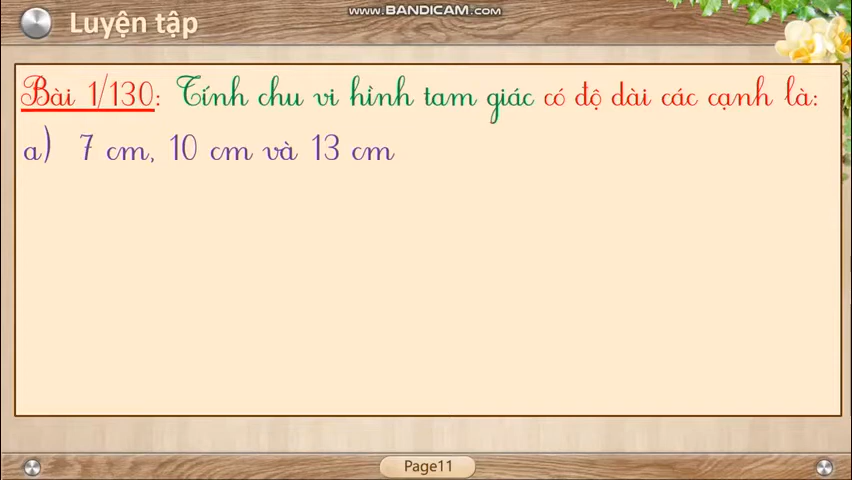 www.BANDICAM.com
Luyện tập
Bài 1/130: Tính chu vi hình tam giác có độ dài các cạnh là:
a) 7 cm, 10 cm và 13 cm
Page11